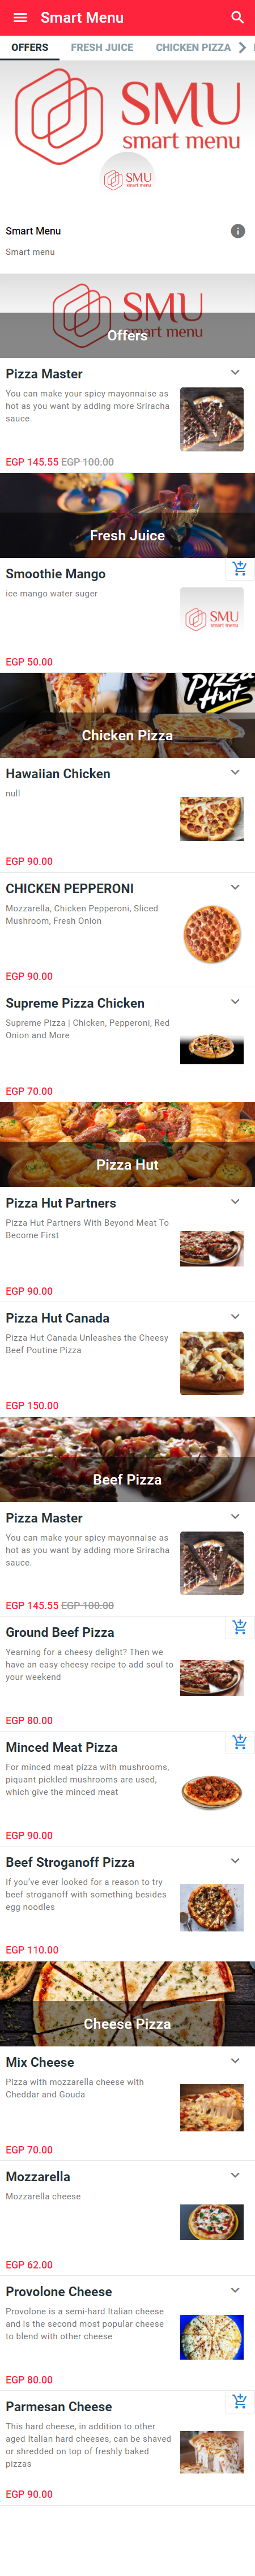 Smart Menu
OFFERS
FRESH JUICE
CHICKEN PIZZA
SMU
smart menu
SMU
smart menu
Smart Menu
Smart menu
SMU
smart menu
Offers
Pizza Master
You can make your spicy mayonnaise as
hot as you want by adding more Sriracha
sauce.
EGP 145.55 EGP 100.00
Fresh Juice
Smoothie Mango
ice mango water suger
SMU
smart menu
EGP 50.00
Pizza
Hut
Chicken Pizza
Hawaiian Chicken
null
EGP 90.00
CHICKEN PEPPERONI
Mozzarella, Chicken Pepperoni, Sliced
Mushroom, Fresh Onion
EGP 90.00
Supreme Pizza Chicken
Supreme Pizza | Chicken, Pepperoni, Red
Onion and More
EGP 70.00
Pizza Hut
Pizza Hut Partners
Pizza Hut Partners With Beyond Meat To
Become First
EGP 90.00
Pizza Hut Canada
Pizza Hut Canada Unleashes the Cheesy
Beef Poutine Pizza
EGP 150.00
Beef Pizza
Pizza Master
You can make your spicy mayonnaise as
hot as you want by adding more Sriracha
sauce.
EGP 145.55 EGP 100.00
Ground Beef Pizza
Yearning for a cheesy delight? Then we
have an easy cheesy recipe to add soul to
your weekend
EGP 80.00
Minced Meat Pizza
For minced meat pizza with mushrooms,
piquant pickled mushrooms are used,
which give the minced meat
EGP 90.00
Beef Stroganoff Pizza
If you've ever looked for a reason to try
beef stroganoff with something besides
egg noodles
EGP 110.00
Cheese Pizza
Mix Cheese
Pizza with mozzarella cheese with
Cheddar and Gouda
EGP 70.00
Mozzarella
Mozzarella cheese
EGP 62.00
Provolone Cheese
Provolone is a semi-hard Italian cheese
and is the second most popular cheese
to blend with other cheese
EGP 80.00
Parmesan Cheese
This hard cheese, in addition to other
aged Italian hard cheeses, can be shaved
or shredded on top of freshly baked
pizzas
EGP 90.00